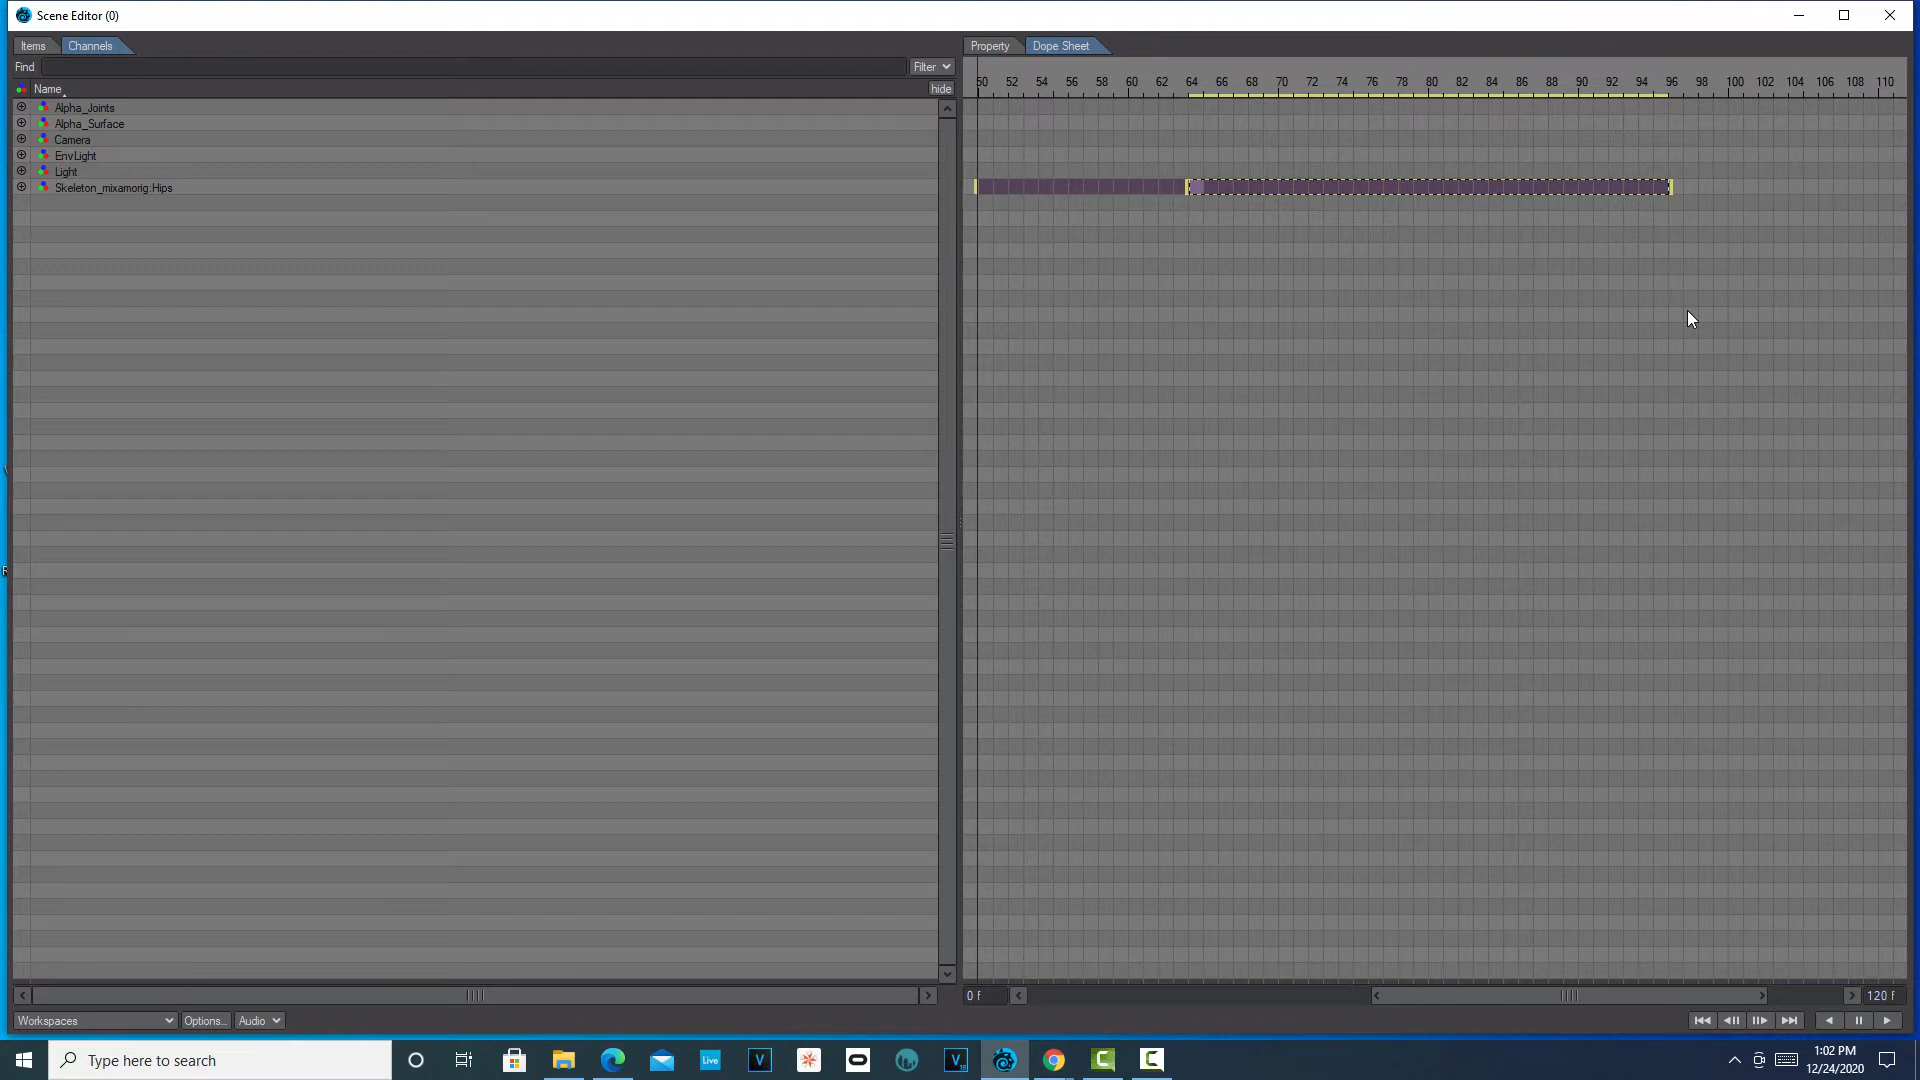 Scene Editor (0)
Items
Channels
Property
Dope Sheet
Find
Filter
Name
hide
50 52 54 56 58 60 62 64 66 68 70 72 74 76 78 80 82 84 86 88 90 92 94 96 98 100 102 104 106 108 110
Alpha_Joints
Alpha_Surface
Camera
EnvLight
Light
Skeleton_mixamorig:Hips
0 f
120 f
Workspaces
Options...
Audio
Type here to search
Live
V
V
18
1:02 PM
12/24/2020